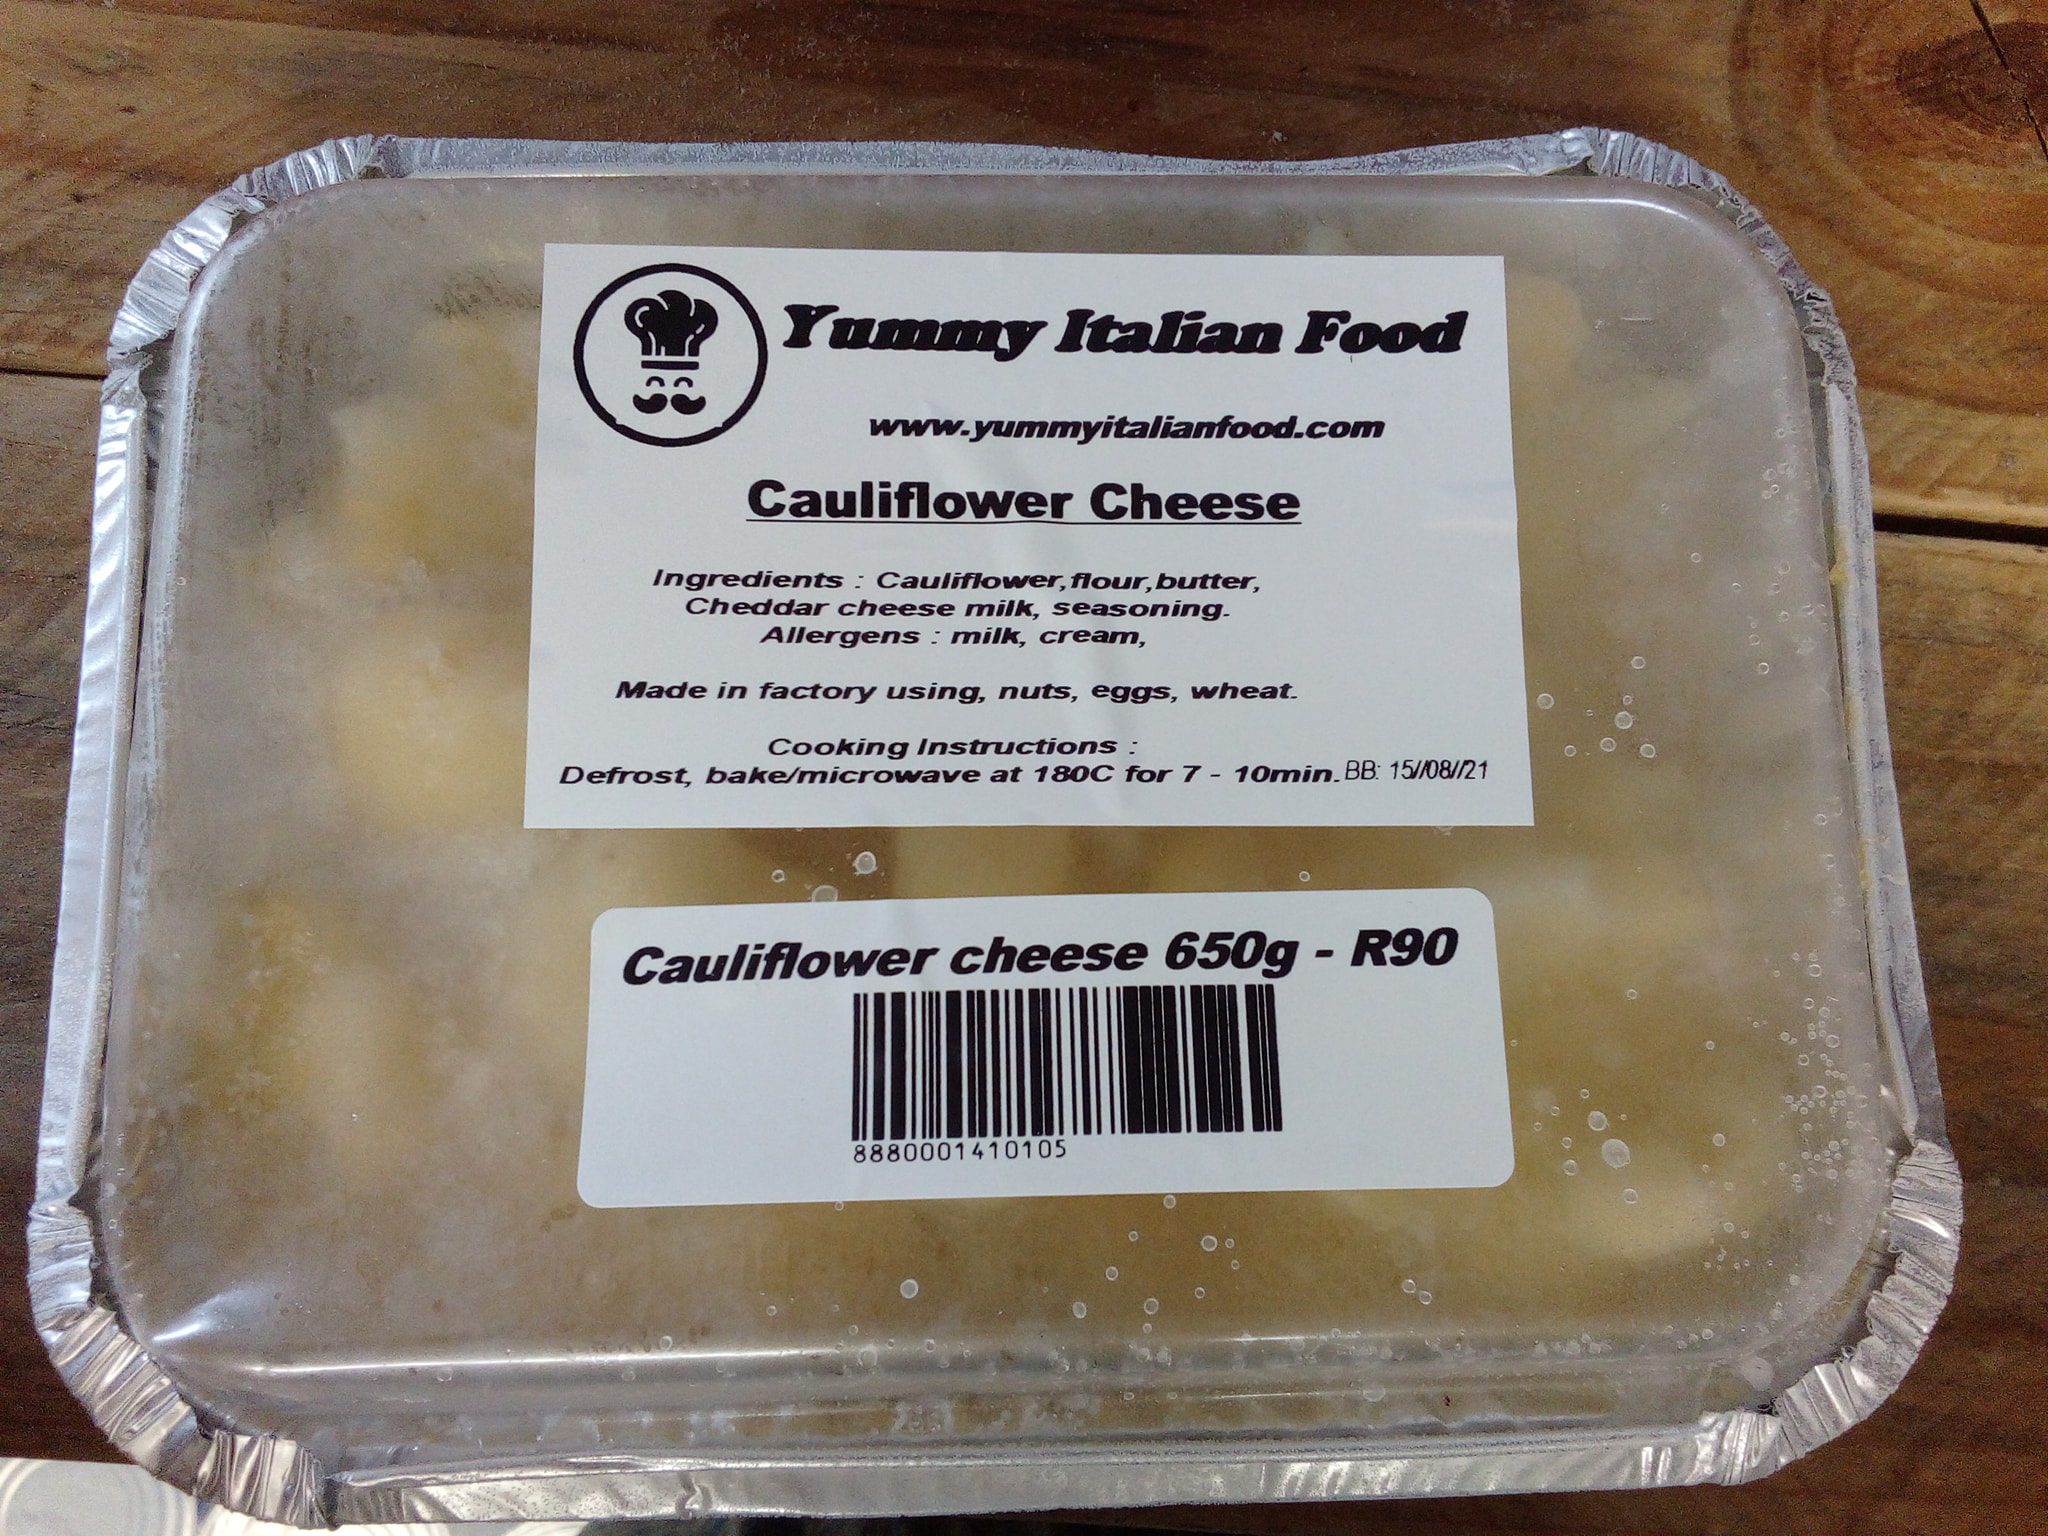 Yummy Italian Food
www.yummyitalianfood.com
Cauliflower Cheese
Ingredients : Cauliflower,flour,butter,
Cheddar cheese milk, seasoning.
Allergens : milk, cream,
Made in factory using, nuts, eggs, wheat.
Cooking Instructions :
Defrost, bake/microwave at 180C for 7 - 10min. BB: 15//08//21
Cauliflower cheese 650g - R90
8880001410105